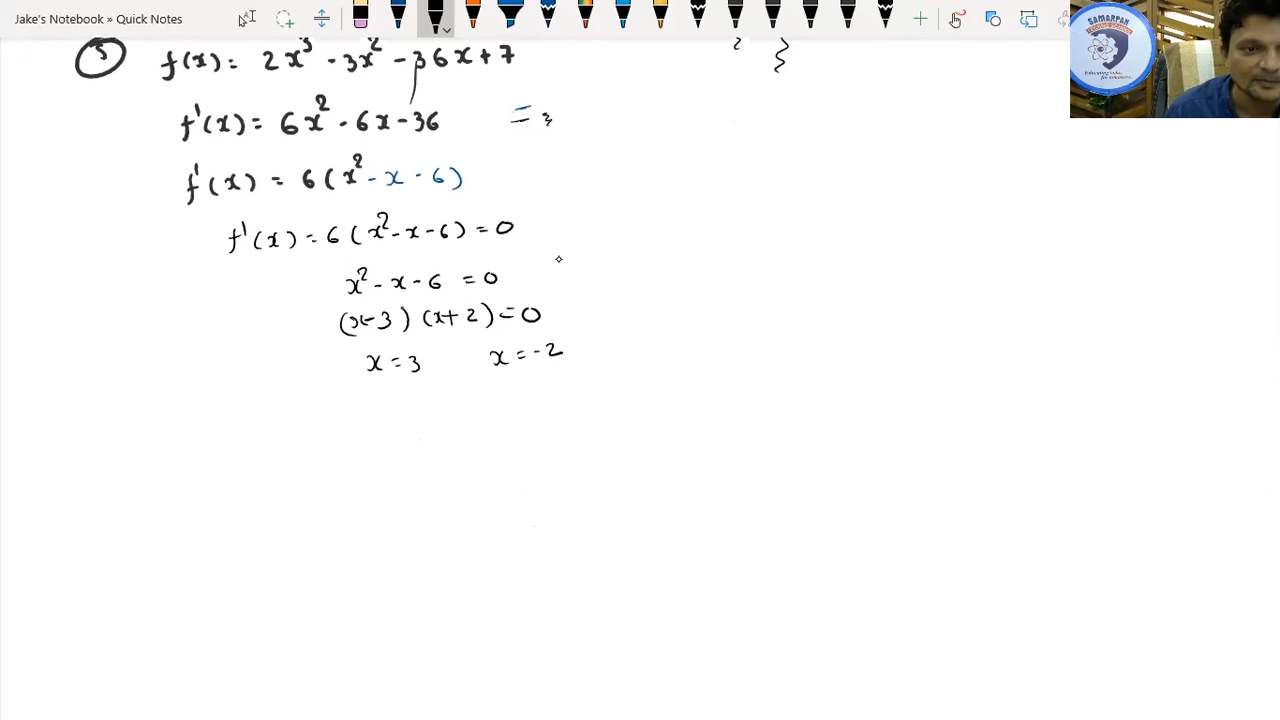 Jake's Notebook » Quick Notes
SAMARPAN
5 f(x) = 2x³ - 3x² - 36x + 7
f'(x) = 6x² - 6x - 36 =
f'(x) = 6(x² - x - 6)
f'(x) = 6(x² - x - 6) = 0
x² - x - 6 = 0
(x-3) (x+2) = 0
x = 3 x = -2